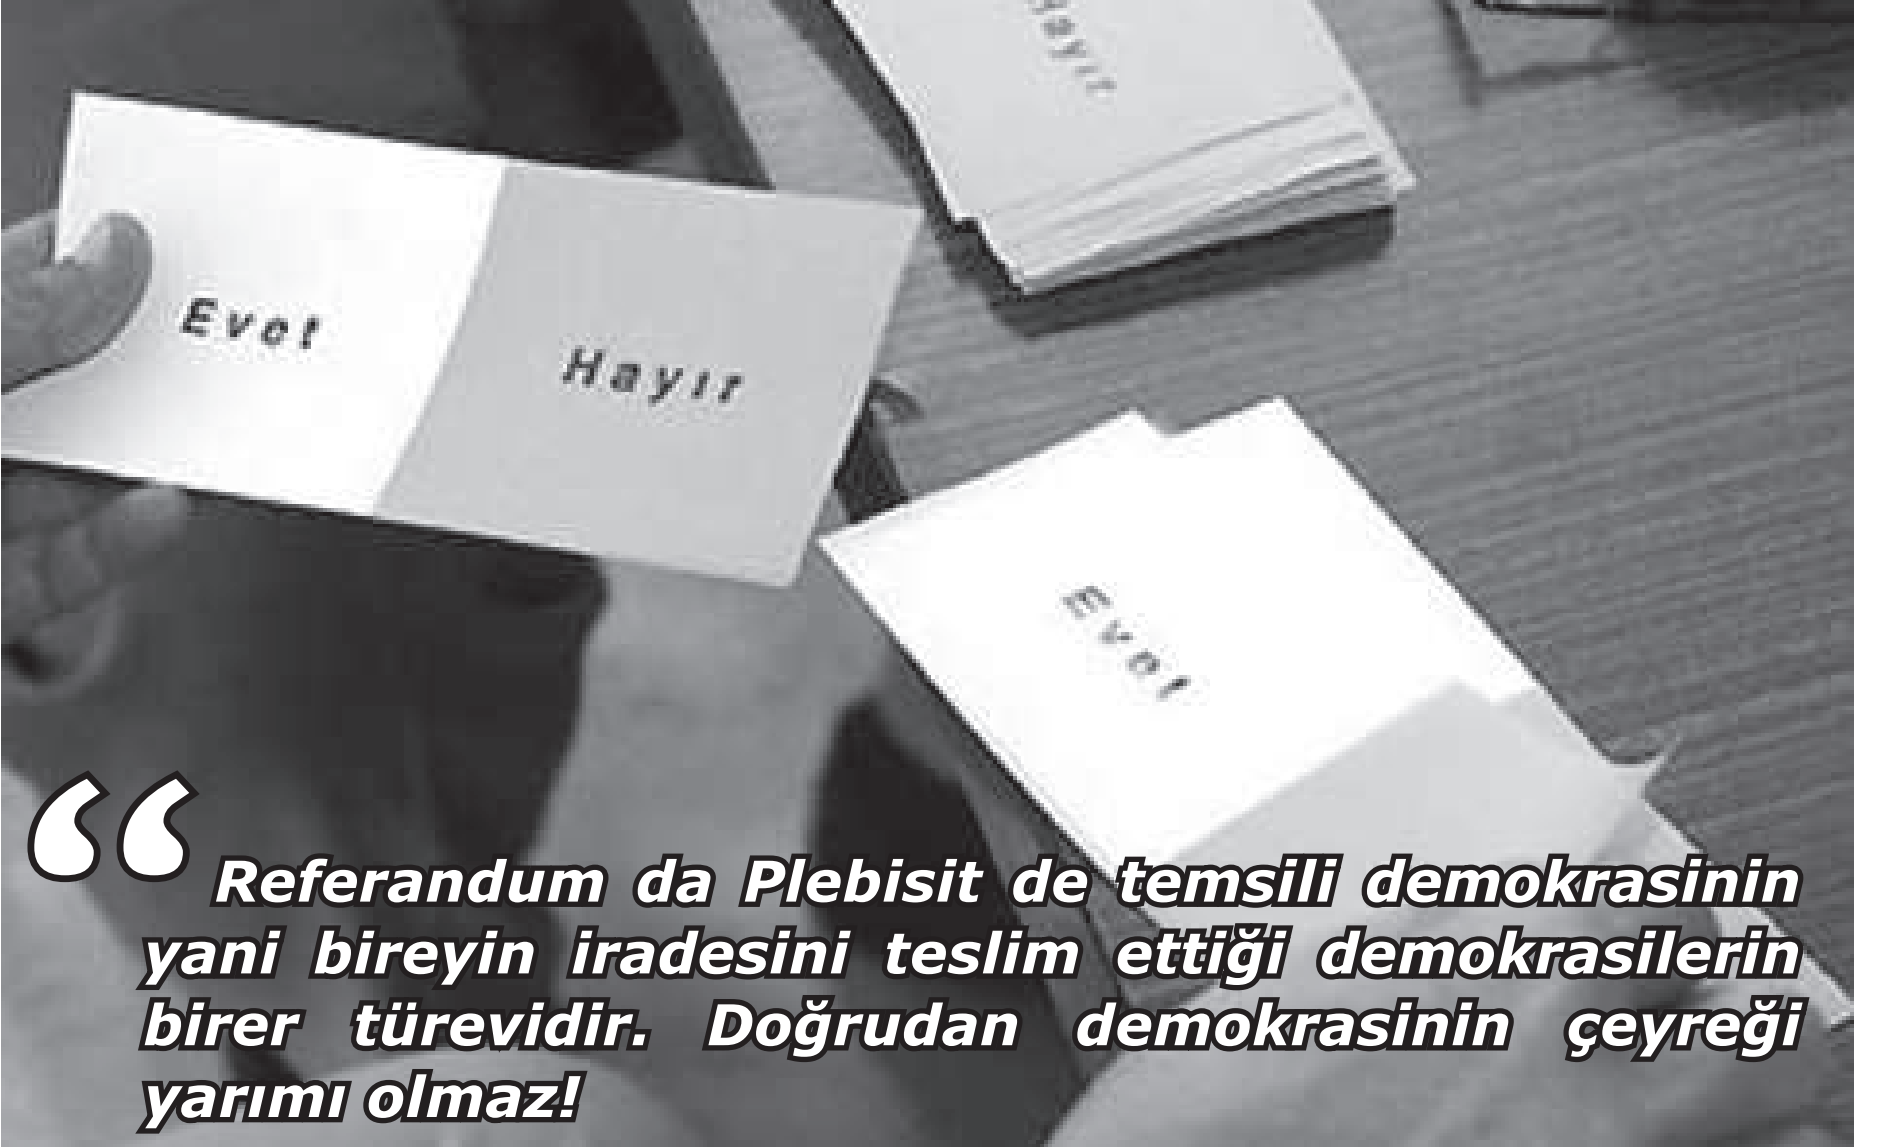 Hayır
Evet
Hayır
Evet
“ Referandum da Plebisit de temsili demokrasinin
yani bireyin iradesini teslim ettiği demokrasilerin
birer türevidir. Doğrudan demokrasinin çeyreği
yarımı olmaz!